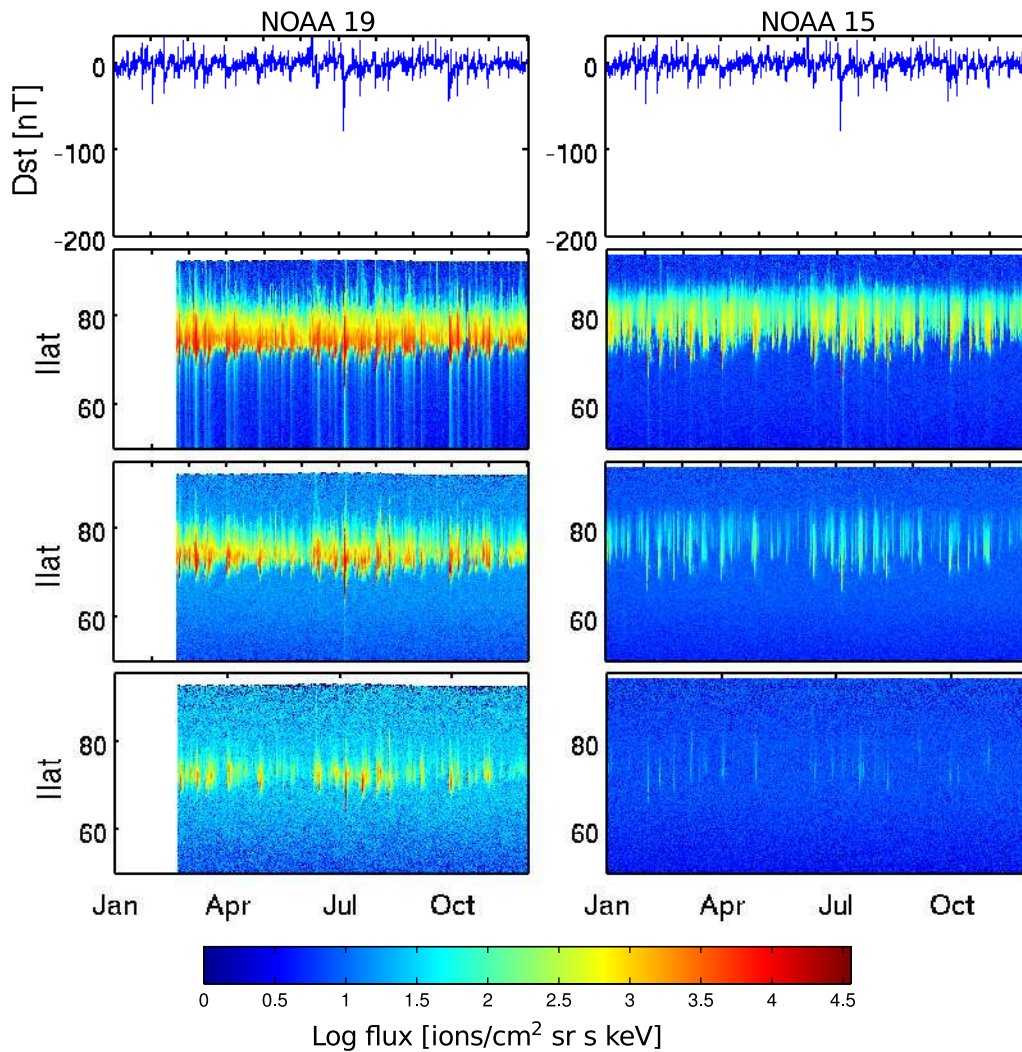 NOAA 19 NOAA 15
0 0
Dst [nT]
-100 -100
-200 -200
80 80
Ilat
60 60
80 80
Ilat
60 60
80 80
Ilat
60 60
Jan Apr Jul Oct Jan Apr Jul Oct
0 0.5 1 1.5 2 2.5 3 3.5 4 4.5
Log flux [ions/cm² sr s keV]